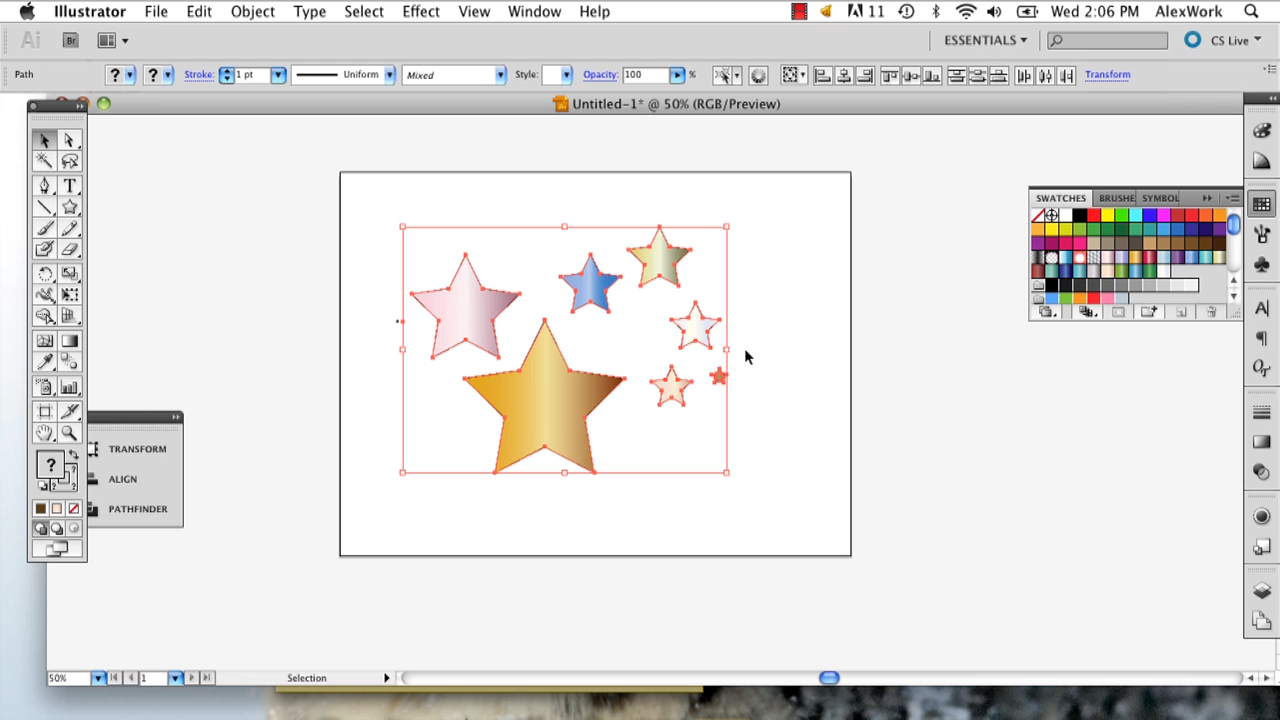 Illustrator File Edit Object Type Select Effect View Window Help 11 Wed 2:06 PM AlexWork
Ai Br ESSENTIALS CS Live
Path ? ? Stroke: 1 pt Uniform Mixed Style: Opacity: 100 % Transform
Untitled-1* @ 50% (RGB/Preview)
SWATCHES BRUSHE SYMBOL
T
TRANSFORM
ALIGN
PATHFINDER
?
50% 1 Selection